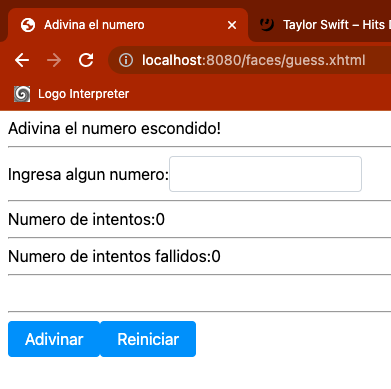 Adivina el numero
Taylor Swift – Hits
localhost:8080/faces/guess.xhtml
Logo Interpreter
Adivina el numero escondido!
Ingresa algun numero:
Numero de intentos:0
Numero de intentos fallidos:0
Adivinar
Reiniciar